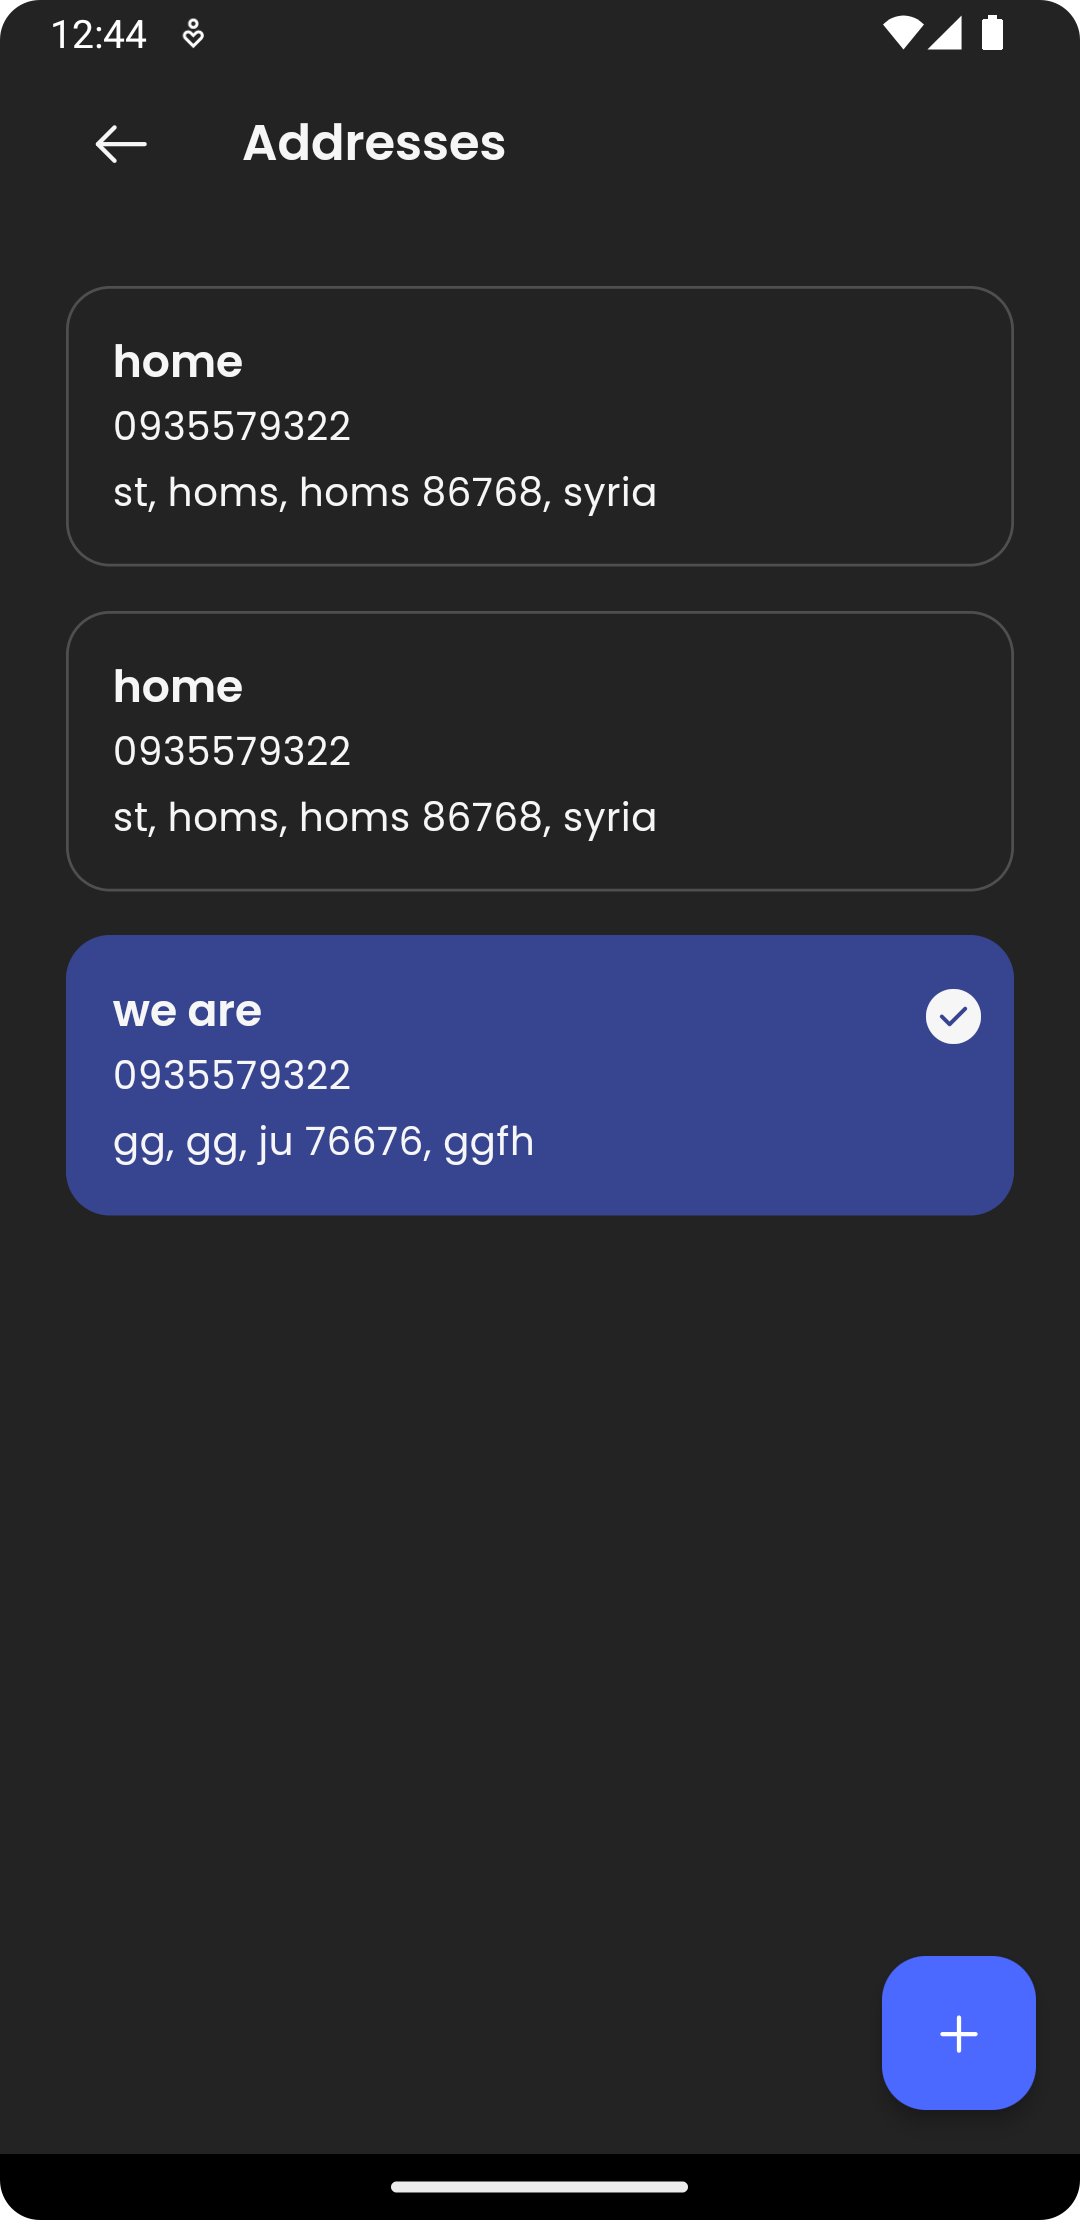 12:44
Addresses
home
0935579322
st, homs, homs 86768, syria
home
0935579322
st, homs, homs 86768, syria
we are
0935579322
gg, gg, ju 76676, ggfh